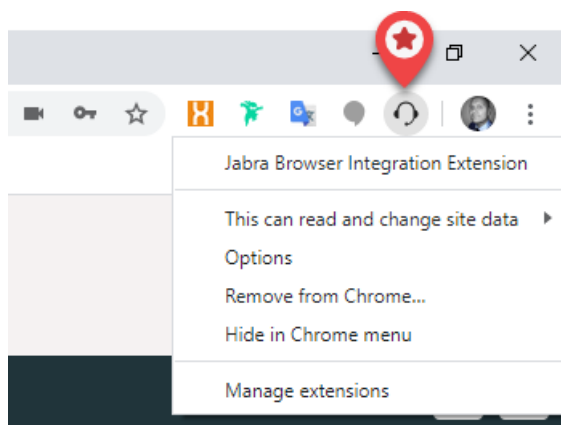 Jabra Browser Integration Extension
This can read and change site data
Options
Remove from Chrome...
Hide in Chrome menu
Manage extensions